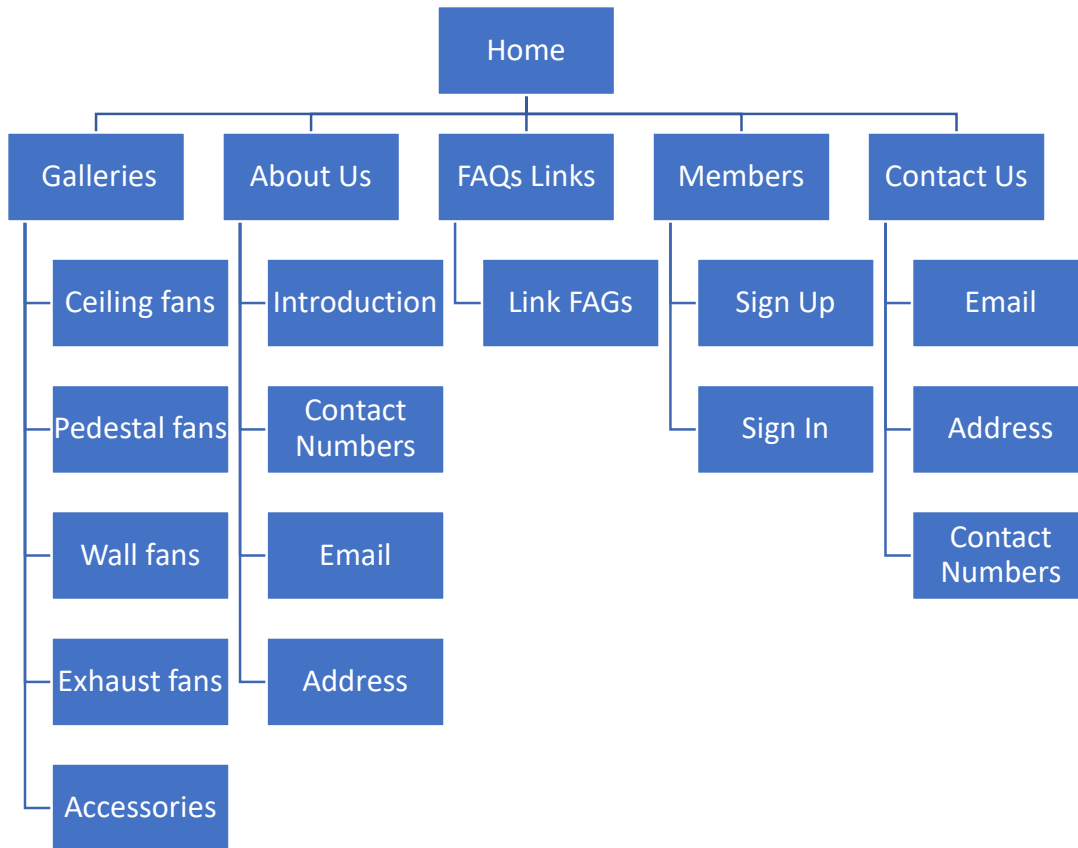 Home
Galleries
About Us
FAQs Links
Members
Contact Us
Ceiling fans
Introduction
Link FAGs
Sign Up
Email
Pedestal fans
Contact
Numbers
Sign In
Address
Wall fans
Email
Contact
Numbers
Exhaust fans
Address
Accessories